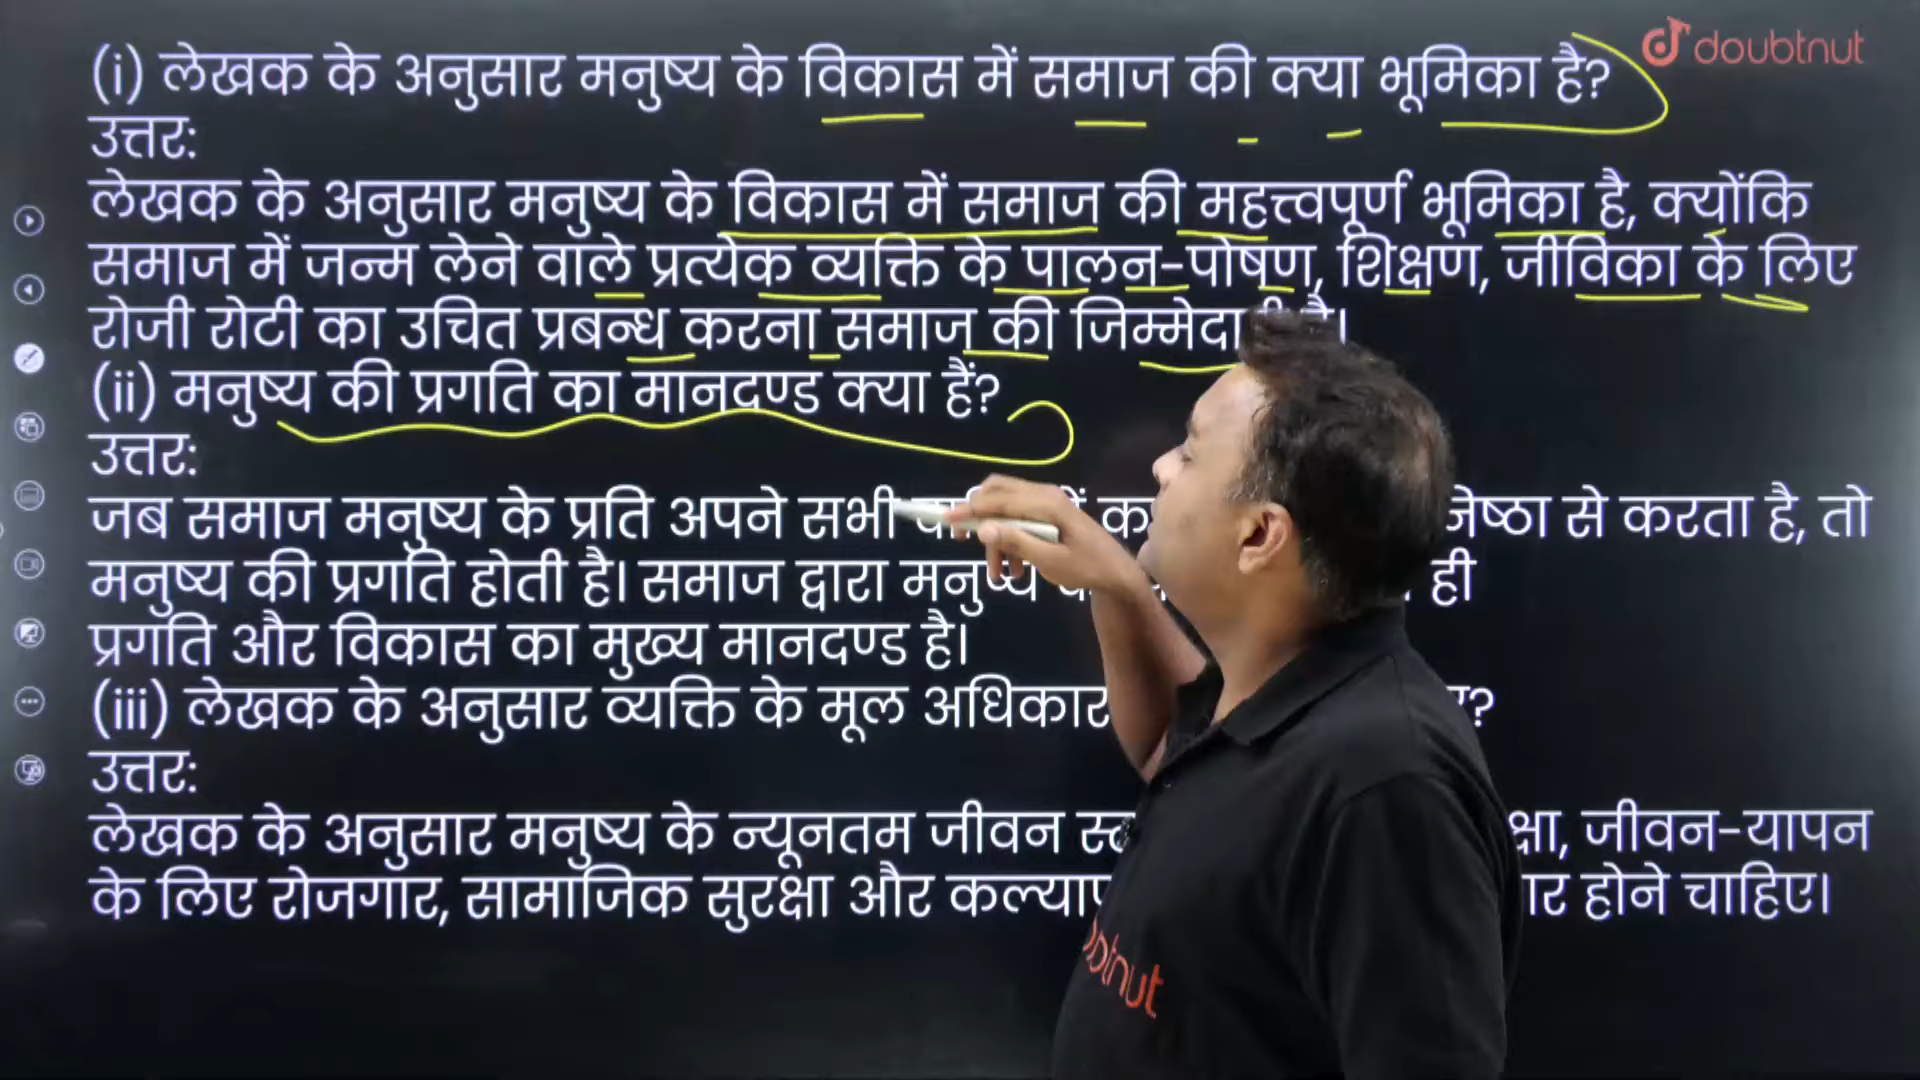 doubtnut
(i) लेखक के अनुसार मनुष्य के विकास में समाज की क्या भूमिका है?
उत्तर:
लेखक के अनुसार मनुष्य के विकास में समाज की महत्त्वपूर्ण भूमिका है, क्योंकि
समाज में जन्म लेने वाले प्रत्येक व्यक्ति के पालन-पोषण, शिक्षण, जीविका के लिए
रोजी रोटी का उचित प्रबन्ध करना समाज की है।
(ii) मनुष्य की प्रगति का मानदण्ड क्या हैं?
उत्तर:
जब समाज मनुष्य के प्रति अपने सभी से करता है, तो
मनुष्य की प्रगति होती है। समाज द्वारा मनुष्य ही
प्रगति और विकास का मुख्य मानदण्ड है।
(iii) लेखक के अनुसार व्यक्ति के मूल अधिकार
उत्तर:
लेखक के अनुसार मनुष्य के न्यूनतम जीवन जीवन-यापन
के लिए रोजगार, सामाजिक सुरक्षा और होने चाहिए।